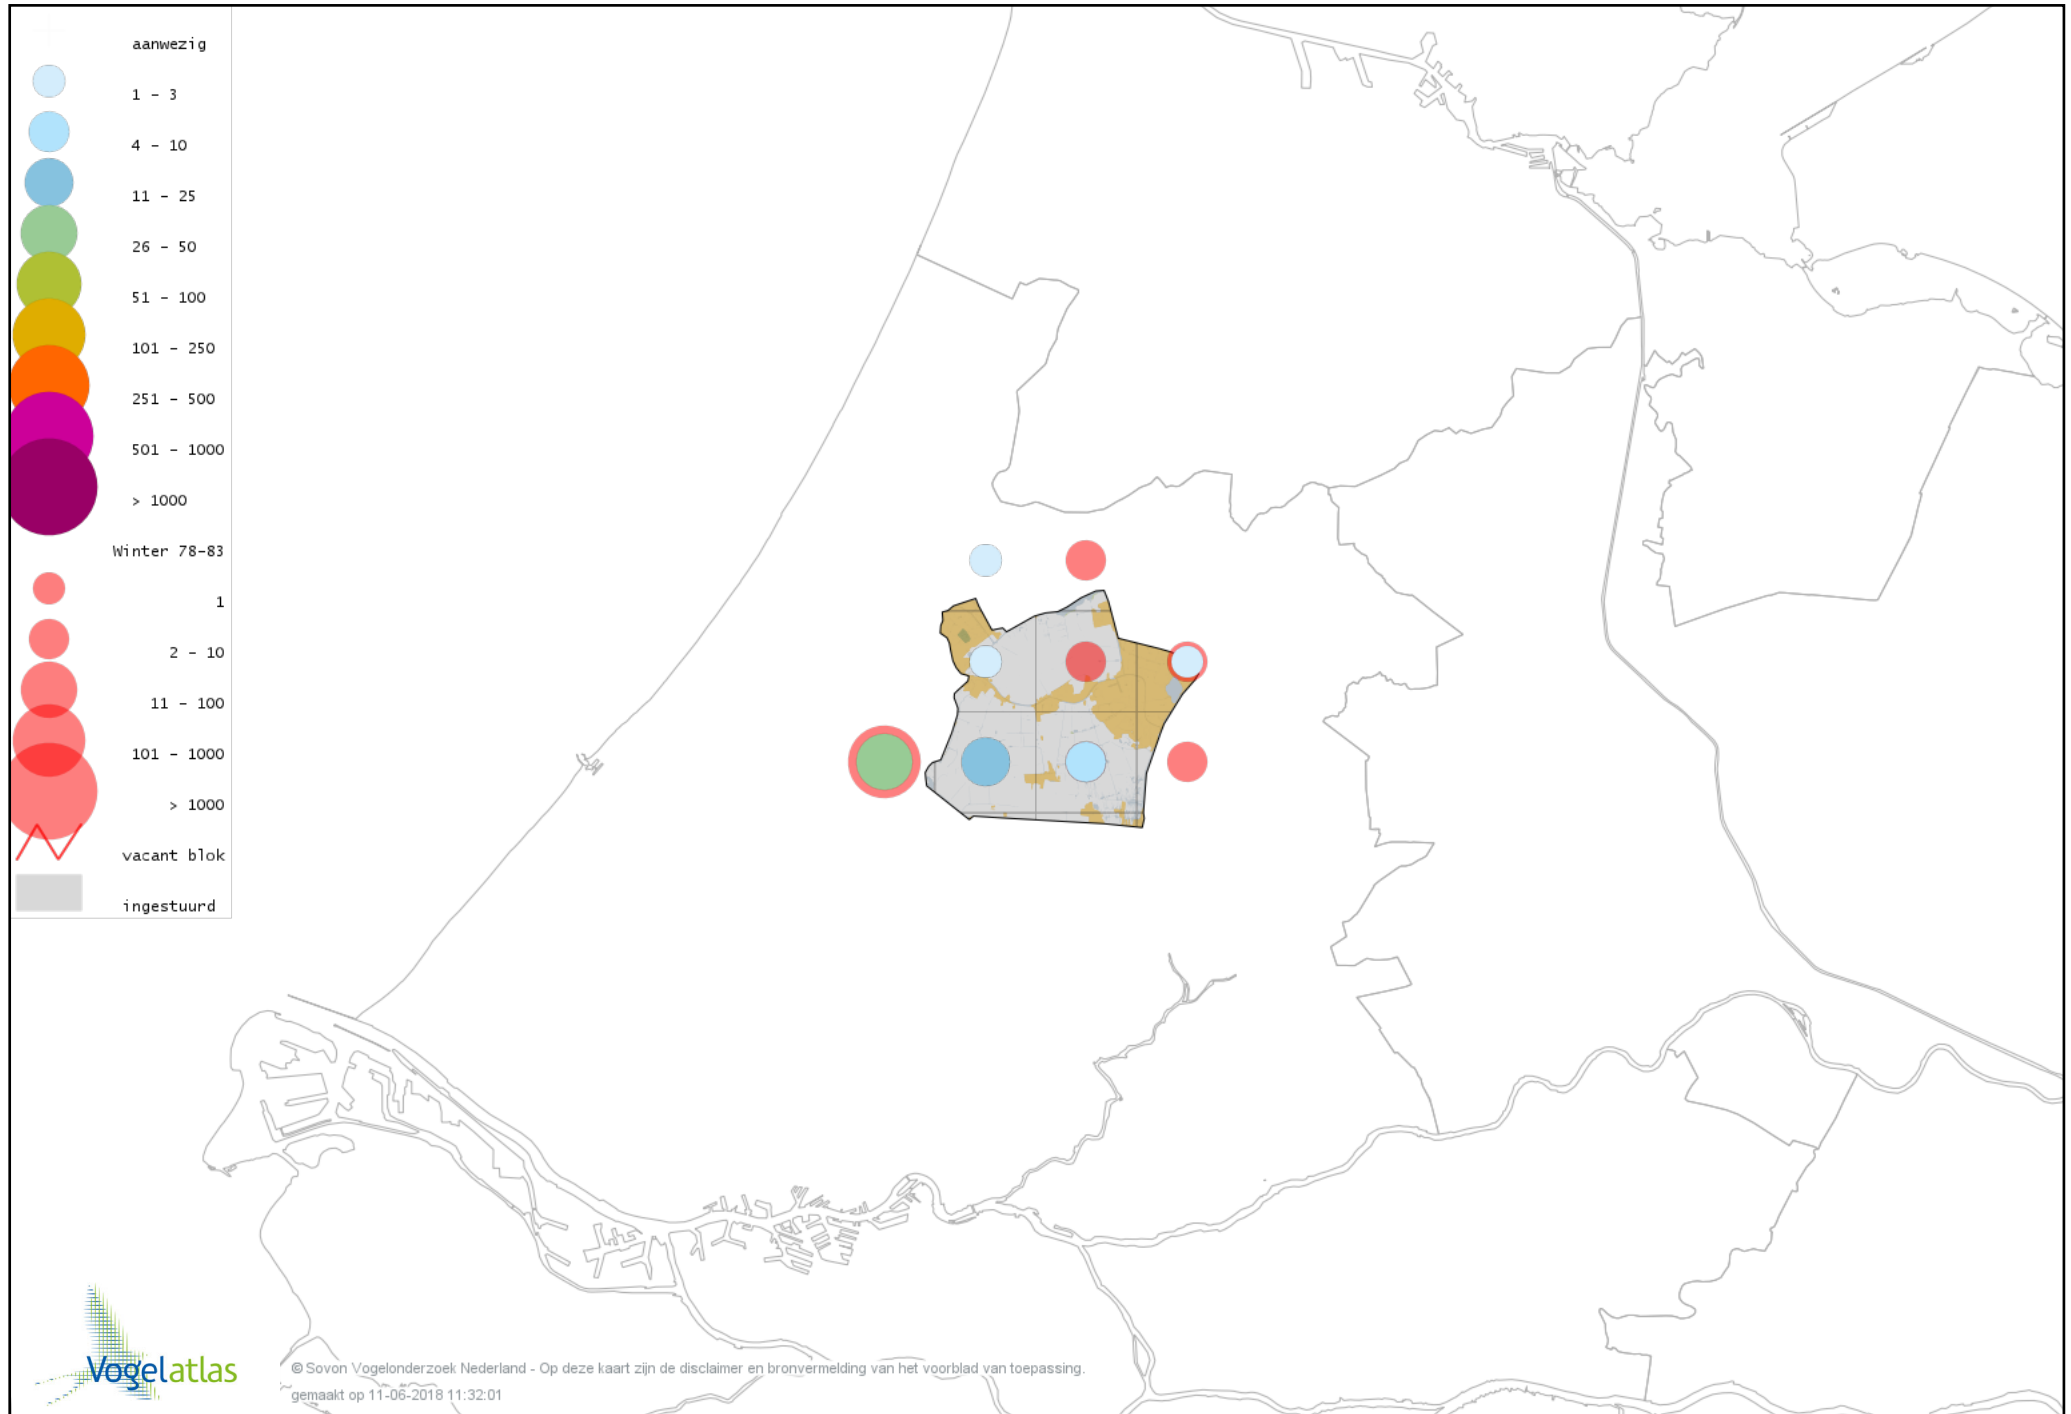 aanwezig
1 – 3
4 – 10
11 – 25
26 – 50
51 – 100
101 – 250
251 – 500
501 – 1000
> 1000
Winter 78-83
1
2 – 10
11 – 100
101 – 1000
> 1000
vacant blok
ingestuurd
Vogelatlas
© Sovon Vogelonderzoek Nederland - Op deze kaart zijn de disclaimer en bronvermelding van het voorblad van toepassing.
gemaakt op 11-06-2018 11:32:01